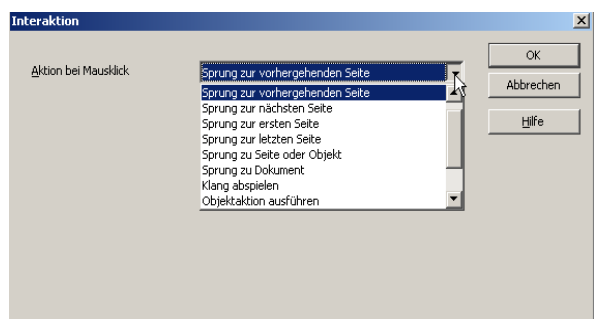 Interaktion
Aktion bei Mausklick
Sprung zur vorhergehenden Seite
Sprung zur vorhergehenden Seite
Sprung zur nächsten Seite
Sprung zur ersten Seite
Sprung zur letzten Seite
Sprung zu Seite oder Objekt
Sprung zu Dokument
Klang abspielen
Objektaktion ausführen
OK
Abbrechen
Hilfe